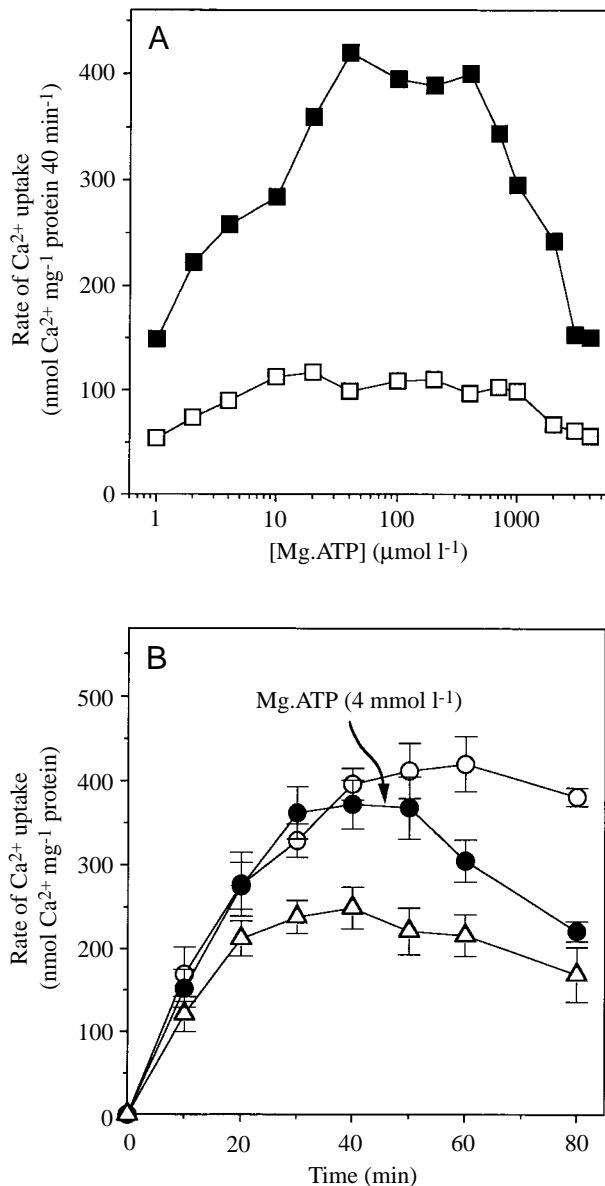 A
400
300
200
100
0
Rate of Ca²⁺ uptake
(nmol Ca²⁺ mg⁻¹ protein 40 min⁻¹)
1 10 100 1000
[Mg.ATP] (μmol l⁻¹)
B
500
400
300
200
100
0
Rate of Ca²⁺ uptake
(nmol Ca²⁺ mg⁻¹ protein)
Mg.ATP (4 mmol l⁻¹)
0 20 40 60 80
Time (min)